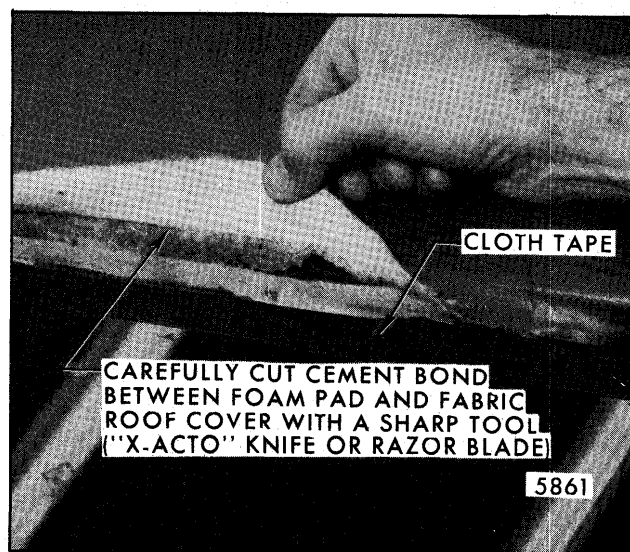 CLOTH TAPE
CAREFULLY CUT CEMENT BOND
BETWEEN FOAM PAD AND FABRIC
ROOF COVER WITH A SHARP TOOL
("X-ACTO" KNIFE OR RAZOR BLADE)
5861